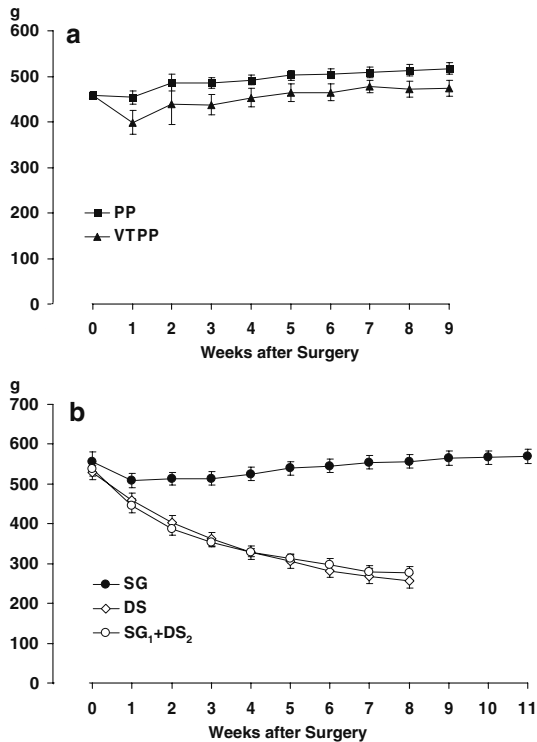 g
600
a
500
400
300
200
PP
VTPP
100
0
0 1 2 3 4 5 6 7 8 9
Weeks after Surgery
g
700
b
600
500
400
300
SG
200
DS
100
SG₁+DS₂
0
0 1 2 3 4 5 6 7 8 9 10 11
Weeks after Surgery